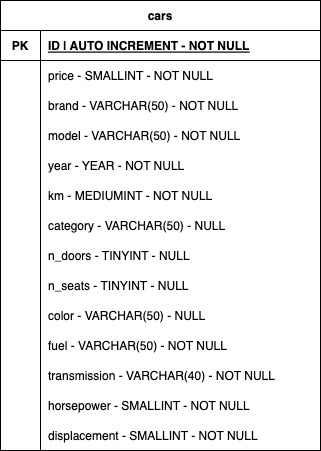 cars
PK ID | AUTO INCREMENT - NOT NULL
price - SMALLINT - NOT NULL
brand - VARCHAR(50) - NOT NULL
model - VARCHAR(50) - NOT NULL
year - YEAR - NOT NULL
km - MEDIUMINT - NOT NULL
category - VARCHAR(50) - NULL
n_doors - TINYINT - NULL
n_seats - TINYINT - NULL
color - VARCHAR(50) - NULL
fuel - VARCHAR(50) - NOT NULL
transmission - VARCHAR(40) - NOT NULL
horsepower - SMALLINT - NOT NULL
displacement - SMALLINT - NOT NULL